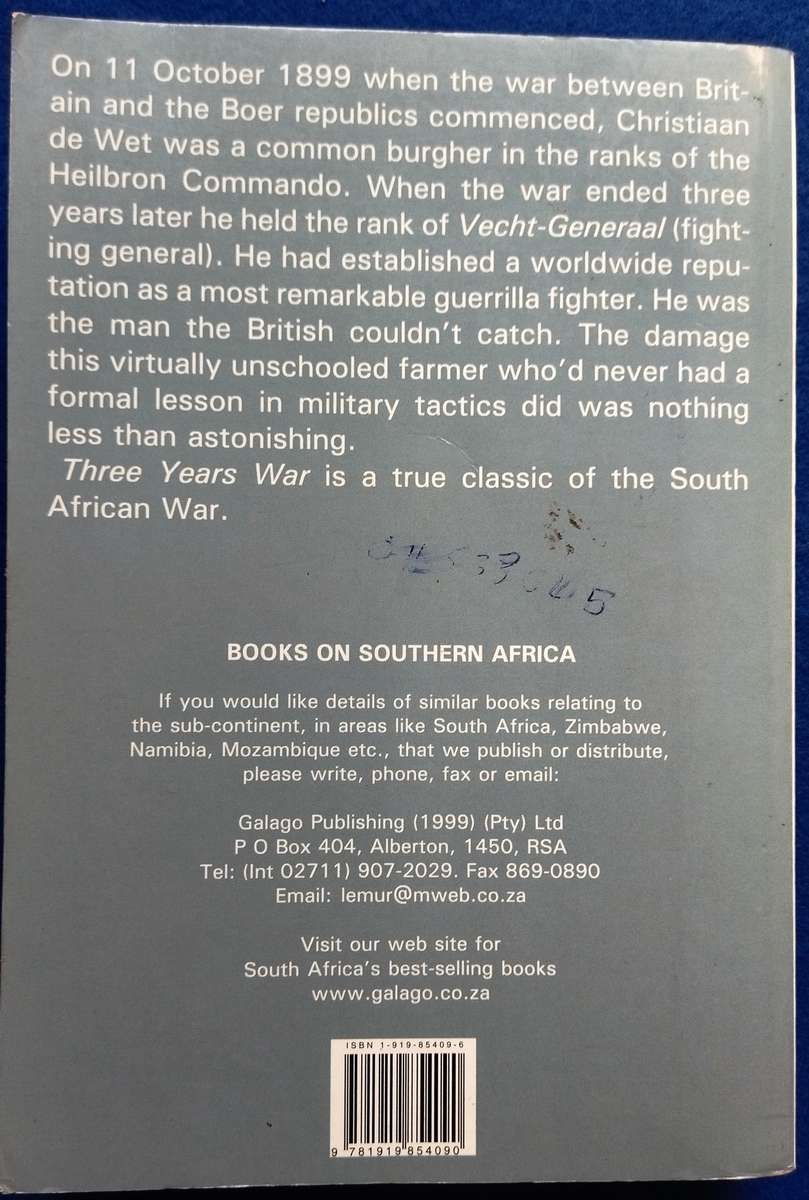 On 11 October 1899 when the war between Brit-
ain and the Boer republics commenced, Christiaan
de Wet was a common burgher in the ranks of the
Heilbron Commando. When the war ended three
years later he held the rank of Vecht-Generaal (fight-
ing general). He had established a worldwide repu-
tation as a most remarkable guerrilla fighter. He was
the man the British couldn't catch. The damage
this virtually unschooled farmer who'd never had a
formal lesson in military tactics did was nothing
less than astonishing.
Three Years War is a true classic of the South
African War.
BOOKS ON SOUTHERN AFRICA
If you would like details of similar books relating to
the sub-continent, in areas like South Africa, Zimbabwe,
Namibia, Mozambique etc., that we publish or distribute,
please write, phone, fax or email:
Galago Publishing (1999) (Pty) Ltd
P O Box 404, Alberton, 1450, RSA
Tel: (Int 02711) 907-2029. Fax 869-0890
Email: lemur@mweb.co.za
Visit our web site for
South Africa's best-selling books
www.galago.co.za
ISBN 1-919-85409-6
9 781919 854090